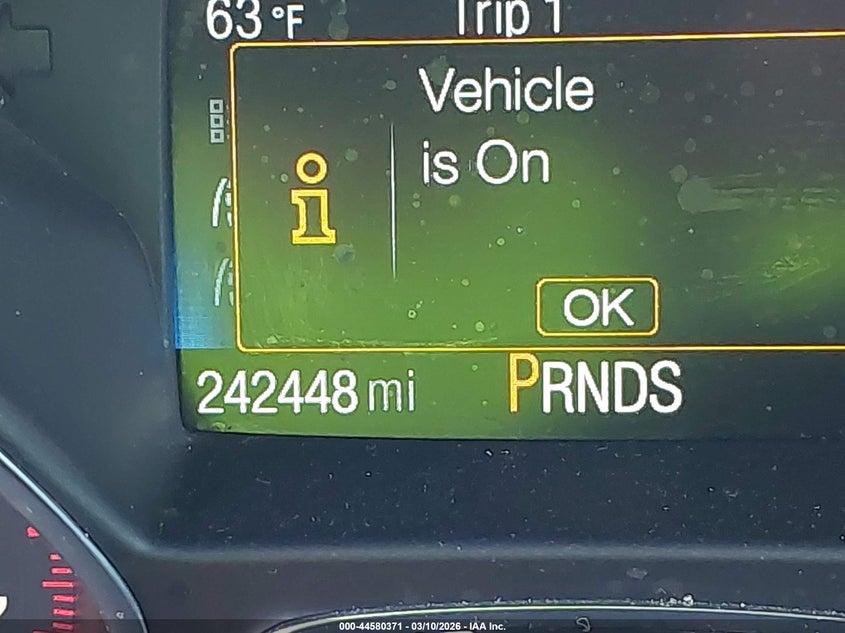 63°F Trip 1
Vehicle
is On
OK
242448 mi PRNDS
000-44580371 - 03/10/2026 - IAA Inc.